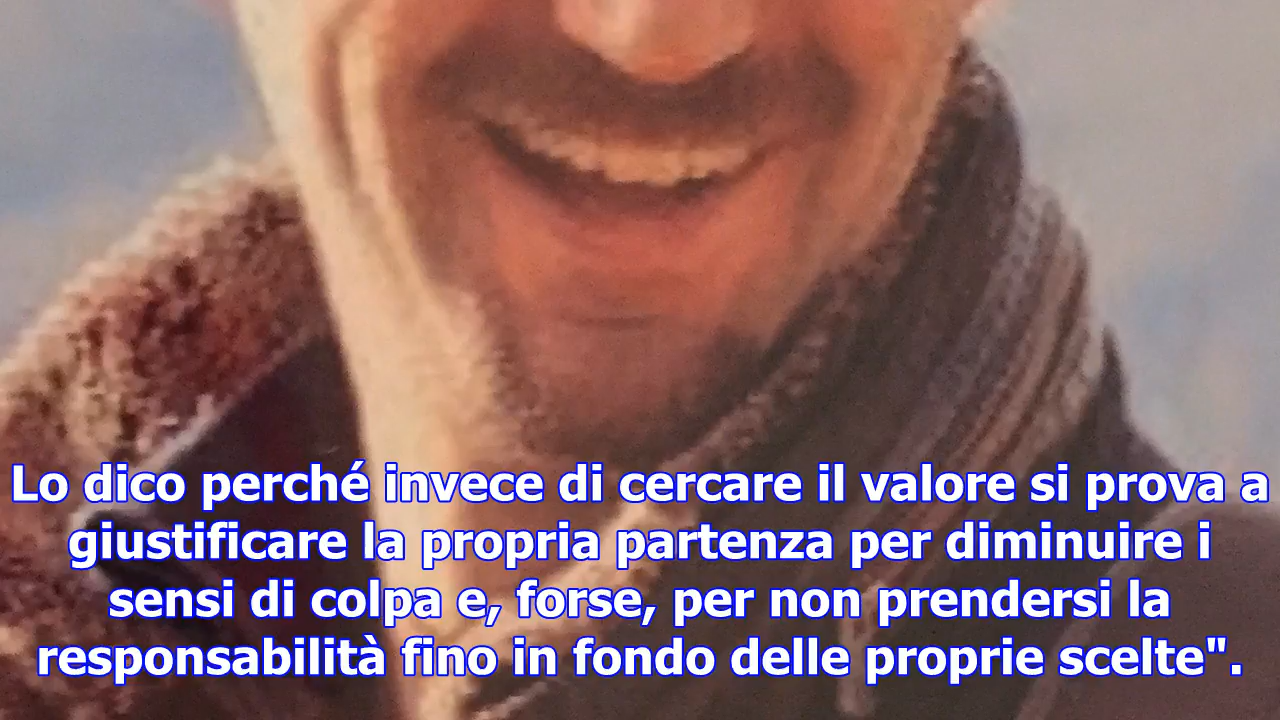 Lo dico perché invece di cercare il valore si prova a
giustificare la propria partenza per diminuire i
sensi di colpa e, forse, per non prendersi la
responsabilità fino in fondo delle proprie scelte".